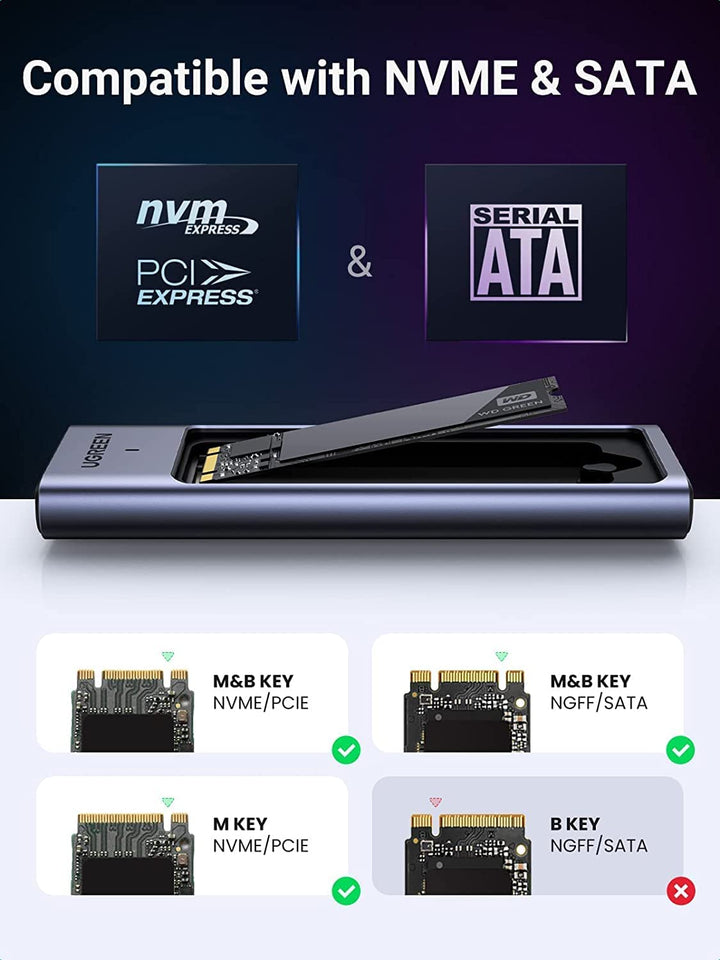 Compatible with NVME & SATA
nvm
EXPRESS
PCI
EXPRESS®
&
SERIAL
ATA
UGREEN
WD
WD GREEN
M&B KEY
NVME/PCIE
M&B KEY
NGFF/SATA
M KEY
NVME/PCIE
B KEY
NGFF/SATA